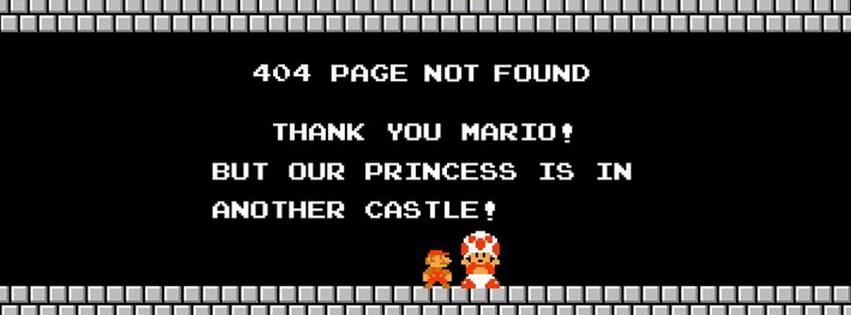 404 PAGE NOT FOUND
THANK YOU MARIO!
BUT OUR PRINCESS IS IN
ANOTHER CASTLE!